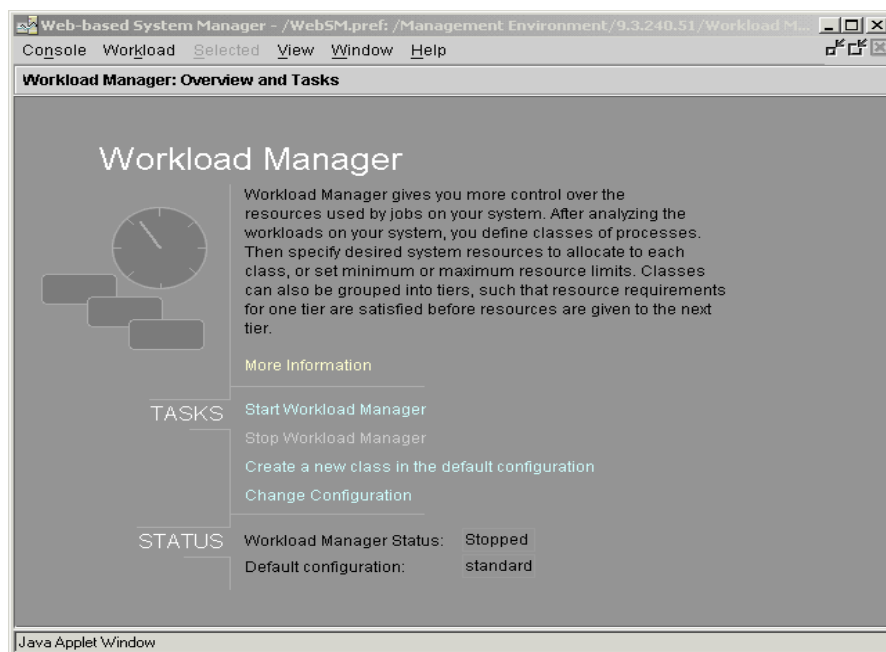 Web-based System Manager - /WebSM.pref: /Management Environment/9.3.240.51/Workload M...
Console Workload Selected View Window Help
Workload Manager: Overview and Tasks
Workload Manager
Workload Manager gives you more control over the
resources used by jobs on your system. After analyzing the
workloads on your system, you define classes of processes.
Then specify desired system resources to allocate to each
class, or set minimum or maximum resource limits. Classes
can also be grouped into tiers, such that resource requirements
for one tier are satisfied before resources are given to the next
tier.
More Information
TASKS
Start Workload Manager
Stop Workload Manager
Create a new class in the default configuration
Change Configuration
STATUS
Workload Manager Status: Stopped
Default configuration: standard
Java Applet Window